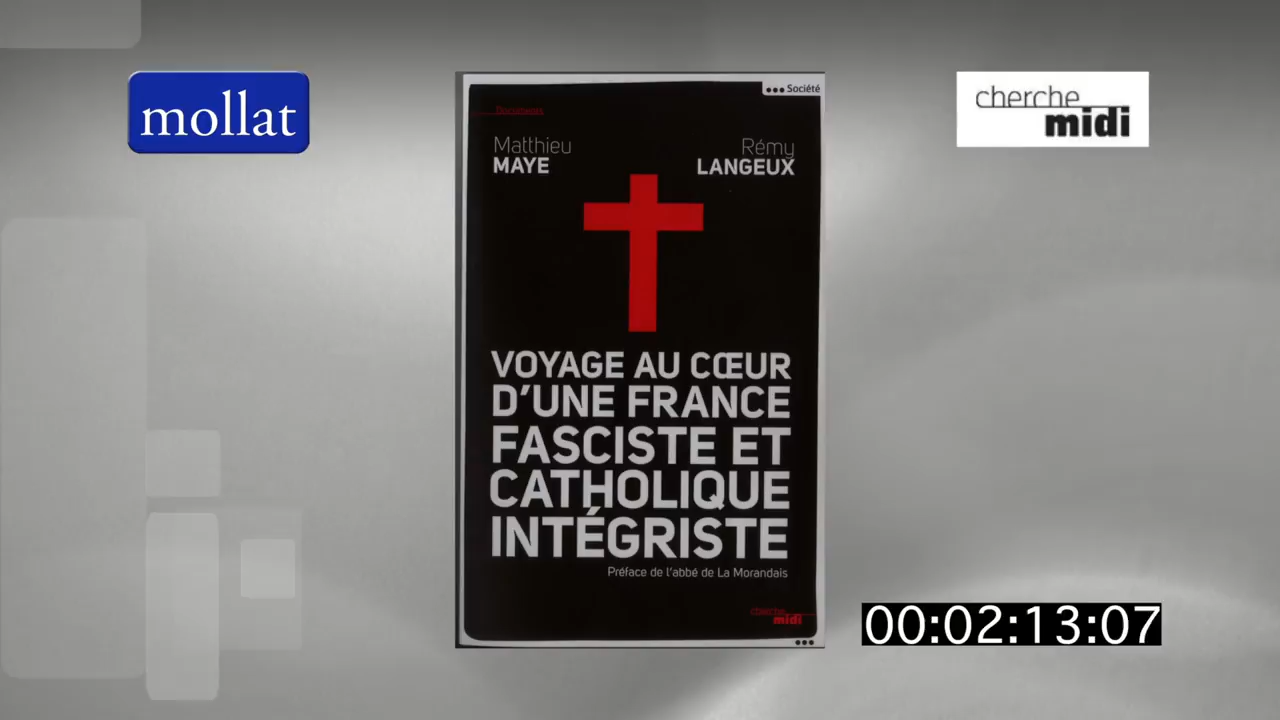 mollat
cherche
midi
Société
Documents
Matthieu
MAYE
Rémy
LANGEUX
VOYAGE AU CŒUR
D'UNE FRANCE
FASCISTE ET
CATHOLIQUE
INTÉGRISTE
Préface de l'abbé de La Morandais
cherche
midi
00:02:13:07